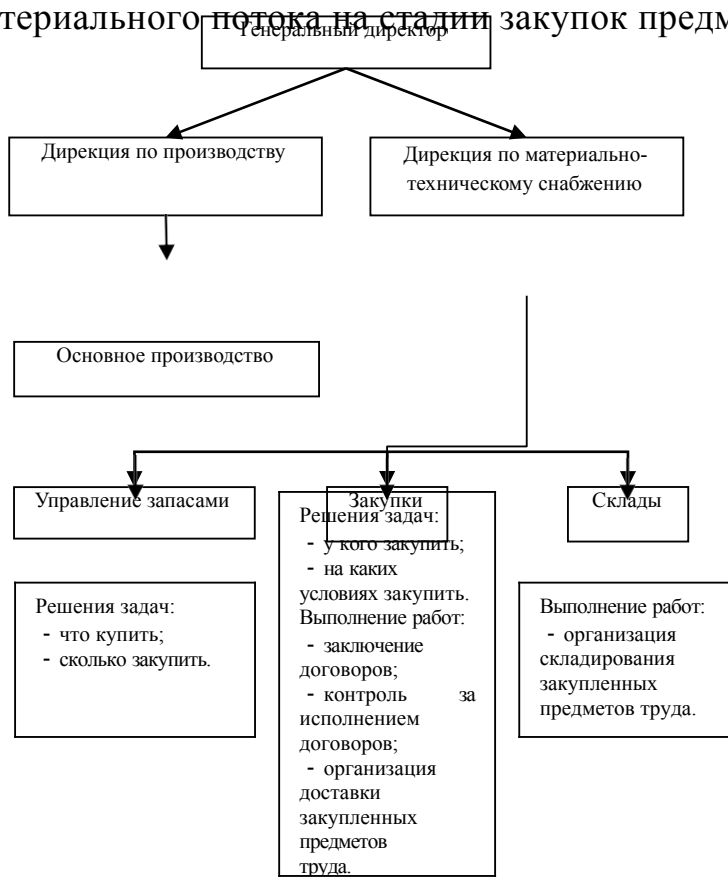 териального потока на стадии закупок предм
Генеральный директор
Дирекция по производству
Дирекция по материально-
техническому снабжению
Основное производство
Управление запасами
Закупки
Склады
Решения задач:
- что купить;
- сколько закупить.
Решения задач:
- у кого закупить;
- на каких
условиях закупить.
Выполнение работ:
- заключение
договоров;
- контроль за
исполнением
договоров;
- организация
доставки
закупленных
предметов
труда.
Выполнение работ:
- организация
складирования
закупленных
предметов труда.